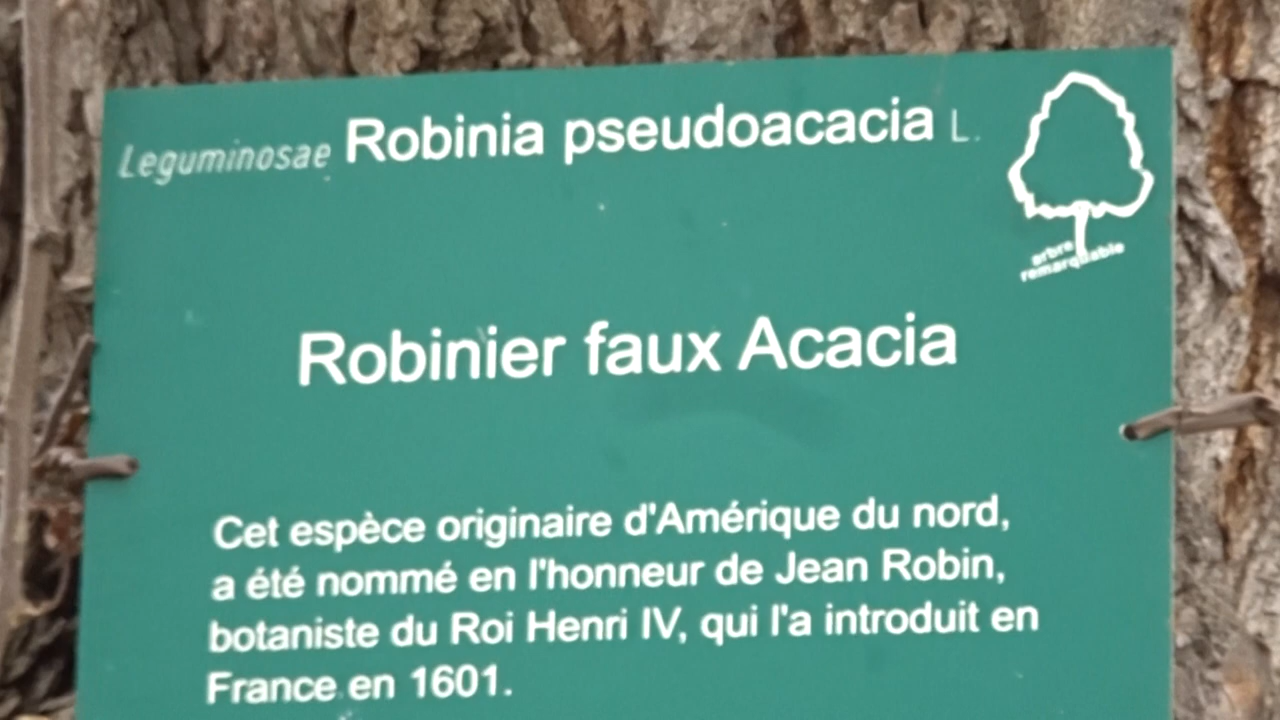 Leguminosae Robinia pseudoacacia L.
arbre
remarquable
Robinier faux Acacia
Cet espèce originaire d'Amérique du nord,
a été nommé en l'honneur de Jean Robin,
botaniste du Roi Henri IV, qui l'a introduit en
France en 1601.